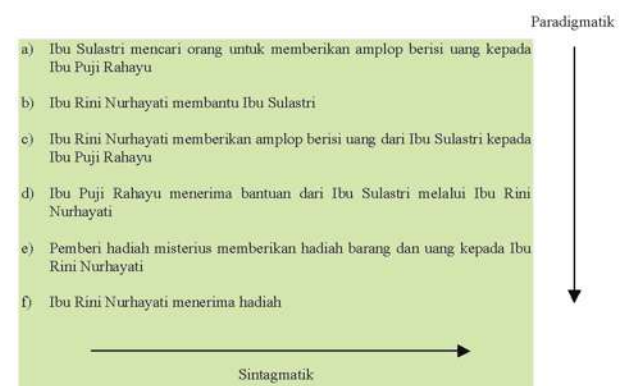 Paradigmatik
a) Ibu Sulastri mencari orang untuk memberikan amplop berisi uang kepada
Ibu Puji Rahayu
b) Ibu Rini Nurhayati membantu Ibu Sulastri
c) Ibu Rini Nurhayati memberikan amplop berisi uang dari Ibu Sulastri kepada
Ibu Puji Rahayu
d) Ibu Puji Rahayu menerima bantuan dari Ibu Sulastri melalui Ibu Rini
Nurhayati
e) Pemberi hadiah misterius memberikan hadiah barang dan uang kepada Ibu
Rini Nurhayati
f) Ibu Rini Nurhayati menerima hadiah
Sintagmatik